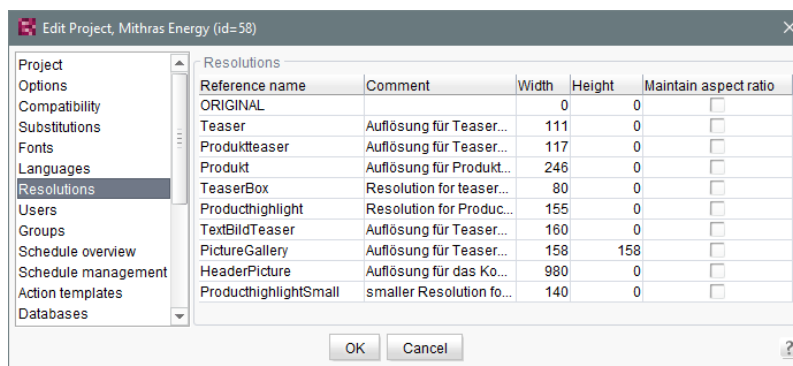 Edit Project, Mithras Energy (id=58)
Project
Options
Compatibility
Substitutions
Fonts
Languages
Resolutions
Users
Groups
Schedule overview
Schedule management
Action templates
Databases
Resolutions
Reference name Comment Width Height Maintain aspect ratio
ORIGINAL 0 0
Teaser Auflösung für Teaser... 111 0
Produktteaser Auflösung für Teaser... 117 0
Produkt Auflösung für Produkt... 246 0
TeaserBox Resolution for teaser... 80 0
Producthighlight Resolution for Produc... 155 0
TextBildTeaser Auflösung für Teaser... 160 0
PictureGallery Auflösung für Teaser... 158 158
HeaderPicture Auflösung für das Ko... 980 0
ProducthighlightSmall smaller Resolution fo... 140 0
OK Cancel ?